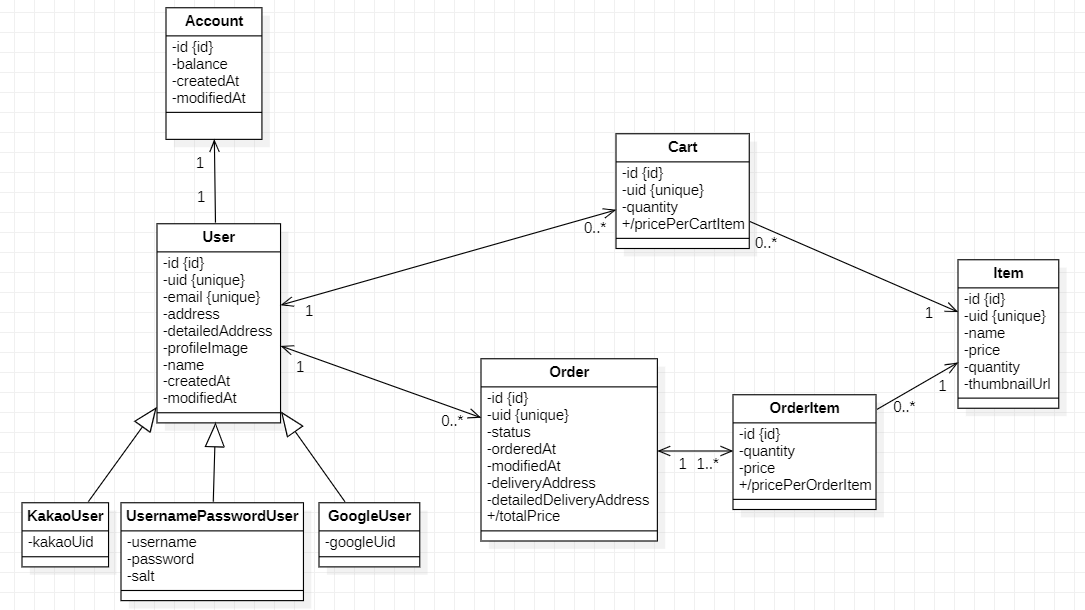 Account
-id {id}
-balance
-createdAt
-modifiedAt
1
1
User
-id {id}
-uid {unique}
-email {unique}
-address
-detailedAddress
-profileImage
-name
-createdAt
-modifiedAt
KakaoUser
-kakaoUid
UsernamePasswordUser
-username
-password
-salt
GoogleUser
-googleUid
1
0..*
1
0..*
Cart
-id {id}
-uid {unique}
-quantity
+/pricePerCartItem
0..*
1
Order
-id {id}
-uid {unique}
-status
-orderedAt
-modifiedAt
-deliveryAddress
-detailedDeliveryAddress
+/totalPrice
1 1..*
OrderItem
-id {id}
-quantity
-price
+/pricePerOrderItem
0..*
1
Item
-id {id}
-uid {unique}
-name
-price
-quantity
-thumbnailUrl